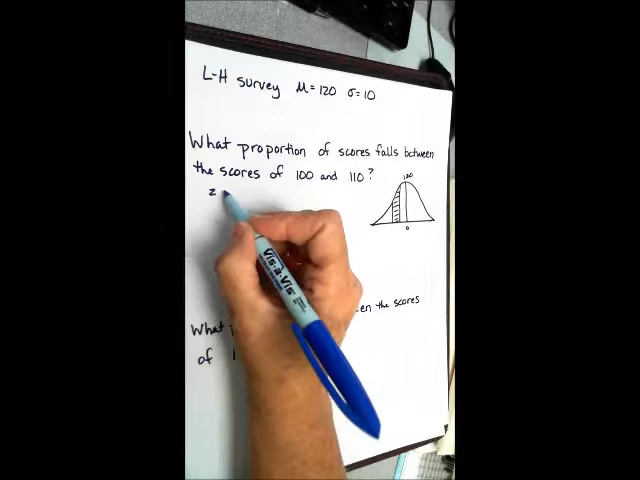 L-H survey μ=120 σ=10
What proportion of scores falls between
the scores of 100 and 110?
120
z
0
Vis-à-Vis
the scores
What
of 1